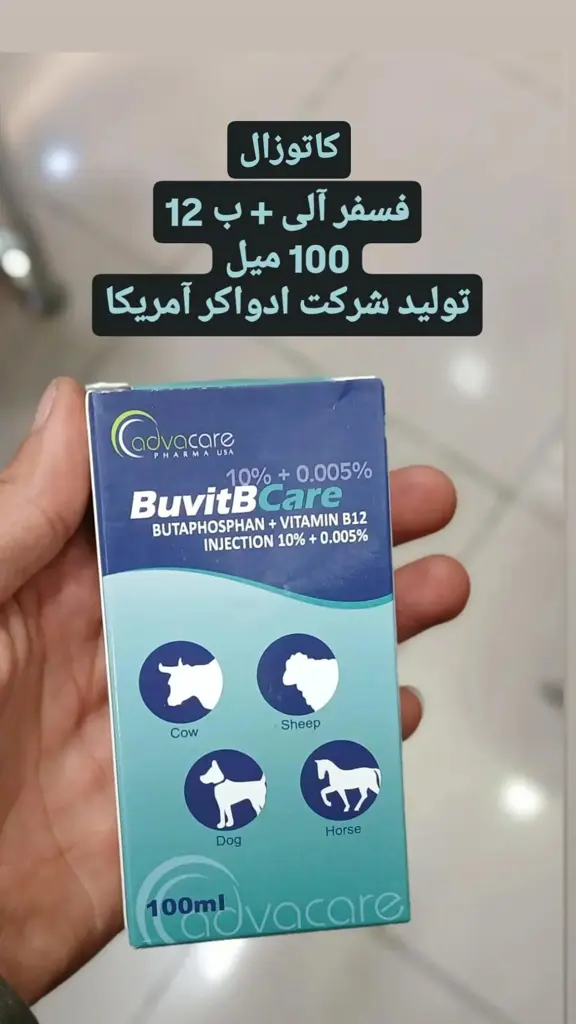 کاتوزال
فسفر آلی + ب 12
100 میل
تولید شرکت ادواکر آمریکا
advacare
PHARMA USA
10% + 0.005%
BuvitBCare
BUTAPHOSPHAN + VITAMIN B12
INJECTION 10% + 0.005%
Cow
Sheep
Dog
Horse
100ml
advacare